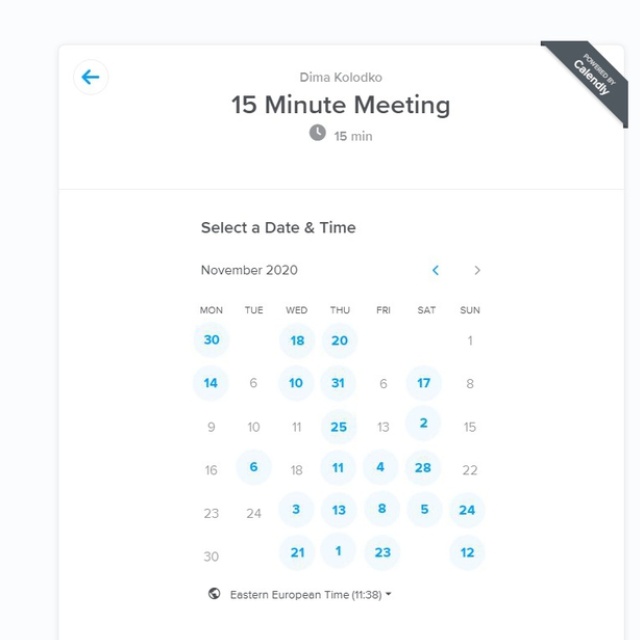 Dima Kolodko
15 Minute Meeting
15 min
POWERED BY
Calendly
Select a Date & Time
November 2020
MON TUE WED THU FRI SAT SUN
30 18 20 1
14 6 10 31 6 17 8
9 10 11 25 13 2 15
16 6 18 11 4 28 22
23 24 3 13 8 5 24
30 21 1 23 12
Eastern European Time (11:38)